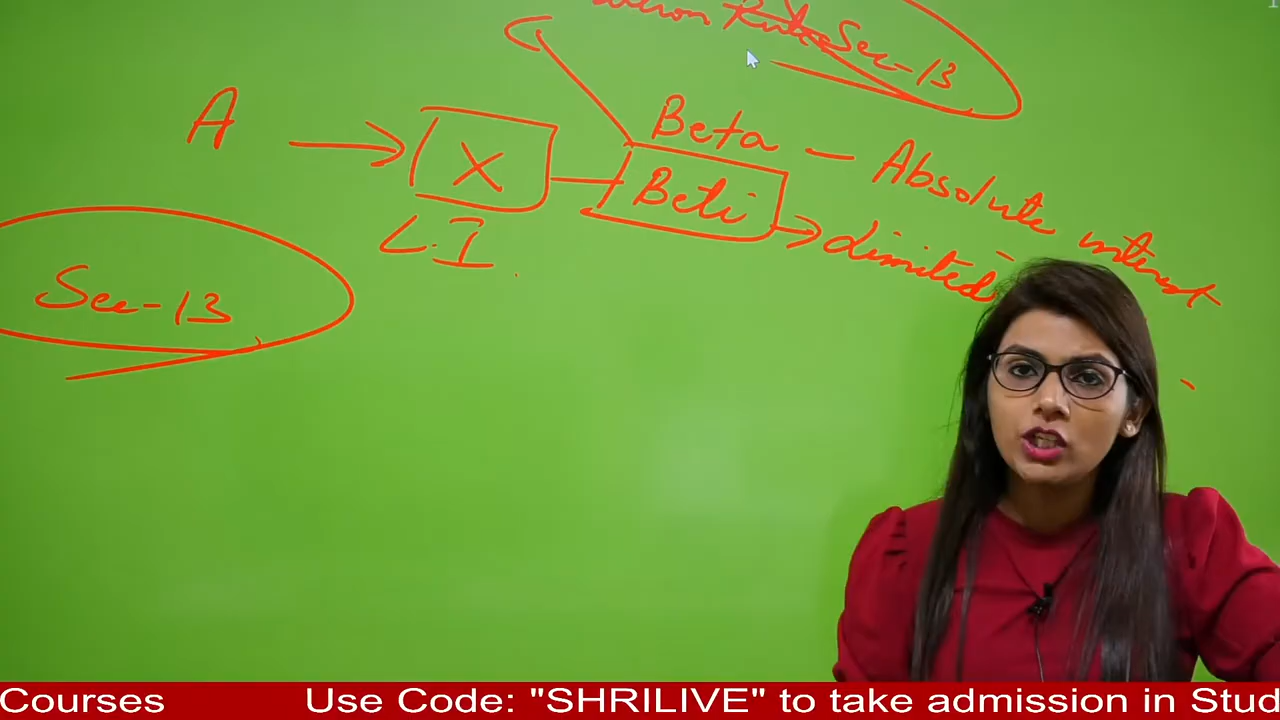 Rule Sec-13
A → X Beta - Absolute interest
Beti → Limited
L.I.
Sec-13
Courses Use Code: "SHRILIVE" to take admission in Stud